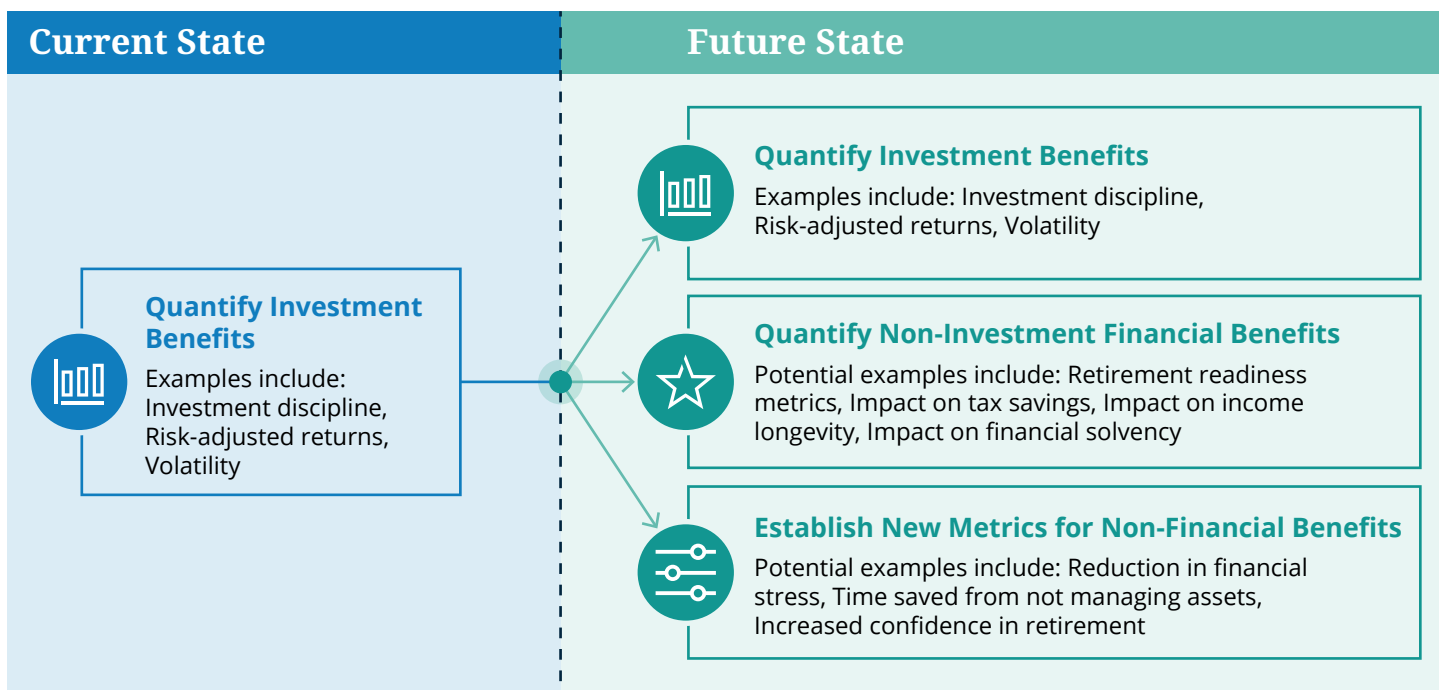 Current State
Quantify Investment
Benefits
Examples include:
Investment discipline,
Risk-adjusted returns,
Volatility
Future State
Quantify Investment Benefits
Examples include: Investment discipline,
Risk-adjusted returns, Volatility
Quantify Non-Investment Financial Benefits
Potential examples include: Retirement readiness
metrics, Impact on tax savings, Impact on income
longevity, Impact on financial solvency
Establish New Metrics for Non-Financial Benefits
Potential examples include: Reduction in financial
stress, Time saved from not managing assets,
Increased confidence in retirement